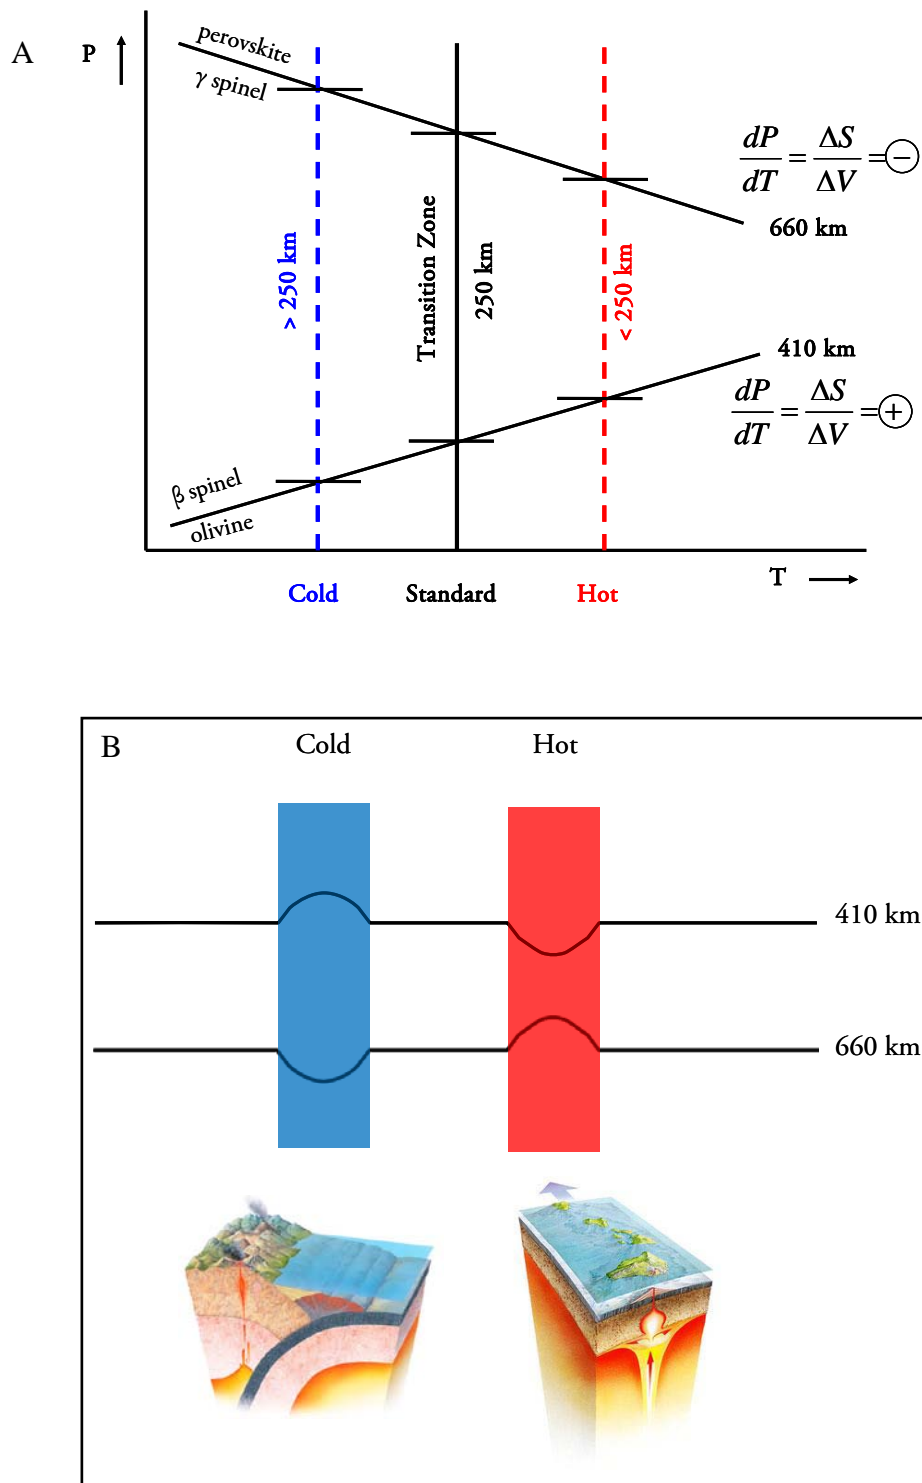 A
P
perovskite
γ spinel
dP/dT = ΔS/ΔV = −
660 km
> 250 km
Transition Zone
250 km
< 250 km
410 km
dP/dT = ΔS/ΔV = +
β spinel
olivine
T
Cold
Standard
Hot
B
Cold
Hot
410 km
660 km